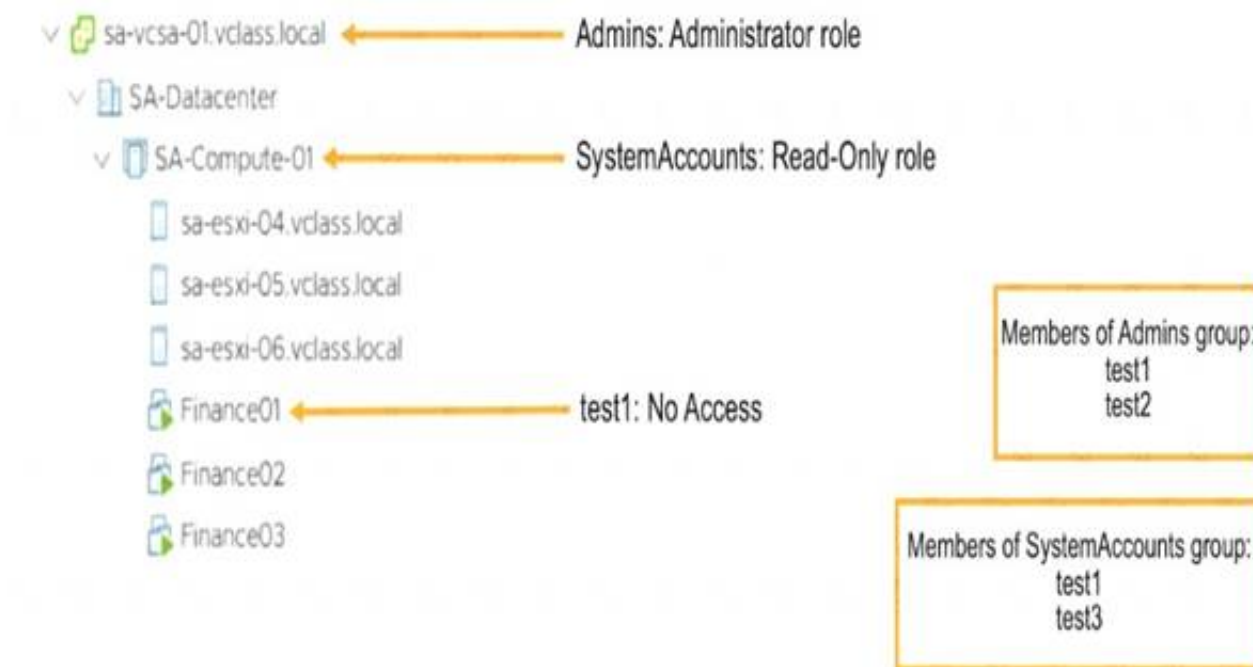 sa-vcsa-01.vclass.local Admins: Administrator role
SA-Datacenter
SA-Compute-01 SystemAccounts: Read-Only role
sa-esxi-04.vclass.local
sa-esxi-05.vclass.local
sa-esxi-06.vclass.local
Finance01 test1: No Access
Finance02
Finance03
Members of Admins group:
test1
test2
Members of SystemAccounts group:
test1
test3